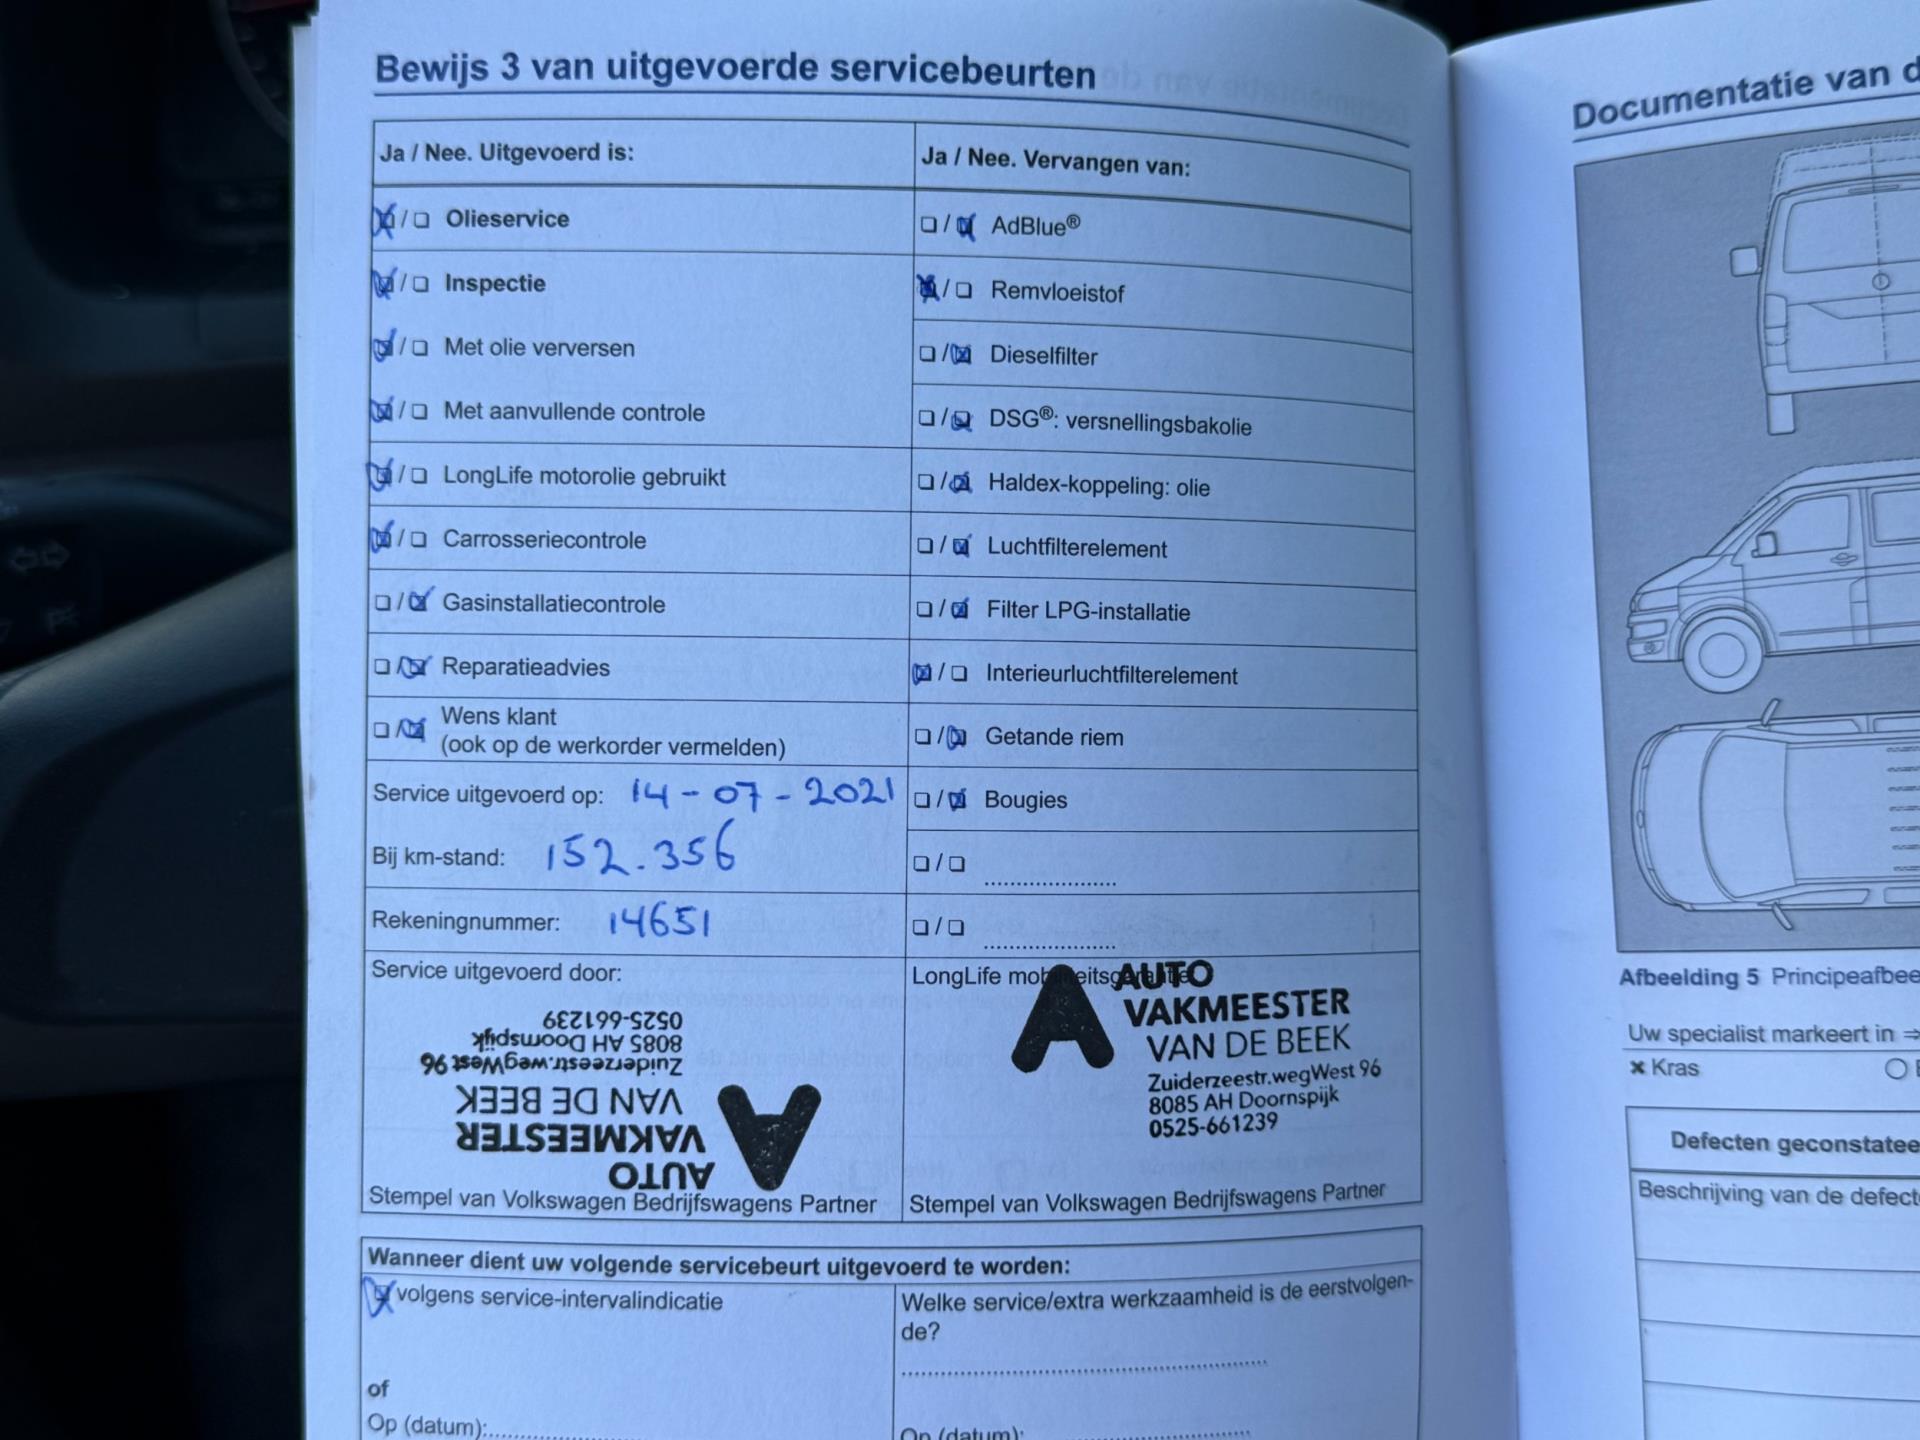 Bewijs 3 van uitgevoerde servicebeurten
Ja / Nee. Uitgevoerd is:
Olieservice
Inspectie
Met olie verversen
Met aanvullende controle
LongLife motorolie gebruikt
Carrosseriecontrole
Gasinstallatiecontrole
Reparatieadvies
Wens klant
(ook op de werkorder vermelden)
Service uitgevoerd op: 14-07-2021
Bij km-stand: 152.356
Rekeningnummer: 14651
Service uitgevoerd door:
AUTO
VAKMEESTER
VAN DE BEEK
Zuiderzeestr.wegWest 96
8085 AH Doornspijk
0525-661239
Stempel van Volkswagen Bedrijfswagens Partner
Ja / Nee. Vervangen van:
AdBlue®
Remvloeistof
Dieselfilter
DSG®: versnellingsbakolie
Haldex-koppeling: olie
Luchtfilterelement
Filter LPG-installatie
Interieurluchtfilterelement
Getande riem
Bougies
LongLife mobiliteitsgarantie
AUTO
VAKMEESTER
VAN DE BEEK
Zuiderzeestr.wegWest 96
8085 AH Doornspijk
0525-661239
Stempel van Volkswagen Bedrijfswagens Partner
Wanneer dient uw volgende servicebeurt uitgevoerd te worden:
volgens service-intervalindicatie
of
Op (datum):
Welke service/extra werkzaamheid is de eerstvolgen-
de?
Op (datum):
Documentatie van d
Afbeelding 5 Principeafbee
Uw specialist markeert in ⇒
× Kras
Defecten geconstatee
Beschrijving van de defect